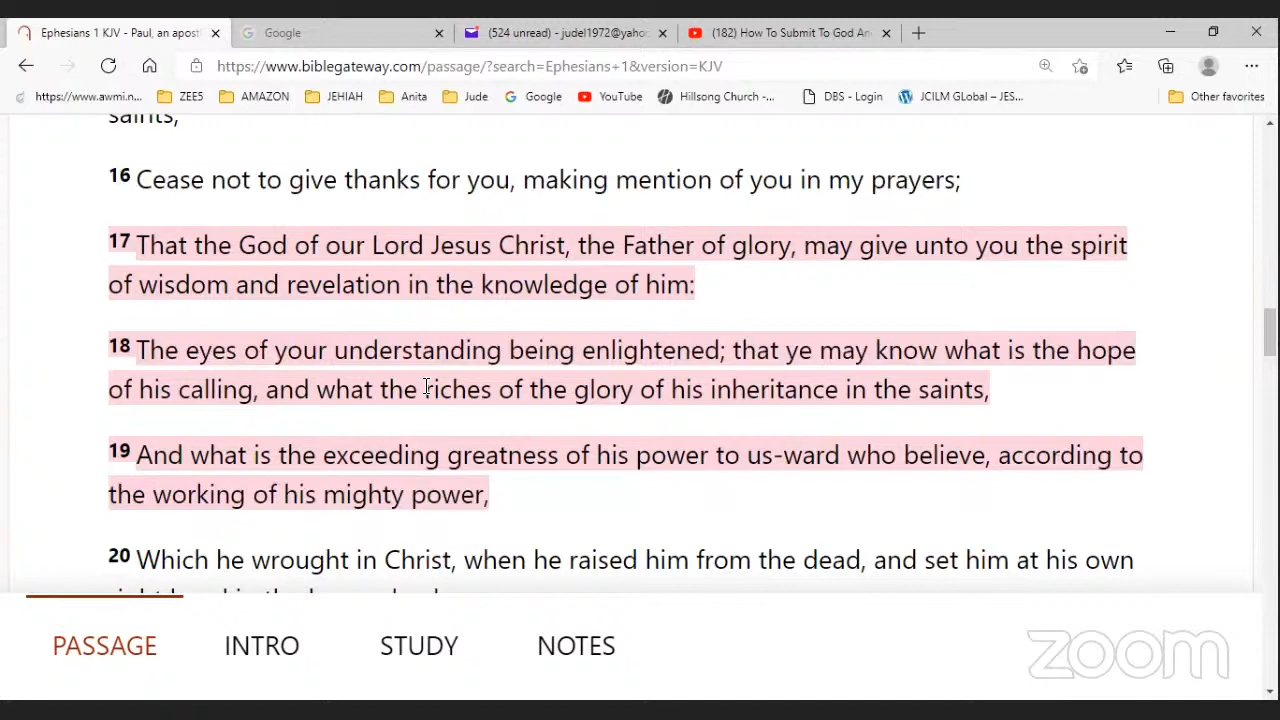 Ephesians 1 KJV - Paul, an apost
Google
(524 unread) - judel1972@yaho
(182) How To Submit To God An
https://www.biblegateway.com/passage/?search=Ephesians+1&version=KJV
https://www.awmi.n...
ZEE5
AMAZON
JEHIAH
Anita
Jude
Google
YouTube
Hillsong Church -...
DBS - Login
JCILM GLobal – JES...
Other favorites
saints,
16 Cease not to give thanks for you, making mention of you in my prayers;
17 That the God of our Lord Jesus Christ, the Father of glory, may give unto you the spirit
of wisdom and revelation in the knowledge of him:
18 The eyes of your understanding being enlightened; that ye may know what is the hope
of his calling, and what the riches of the glory of his inheritance in the saints,
19 And what is the exceeding greatness of his power to us-ward who believe, according to
the working of his mighty power,
20 Which he wrought in Christ, when he raised him from the dead, and set him at his own
PASSAGE
INTRO
STUDY
NOTES
zoom